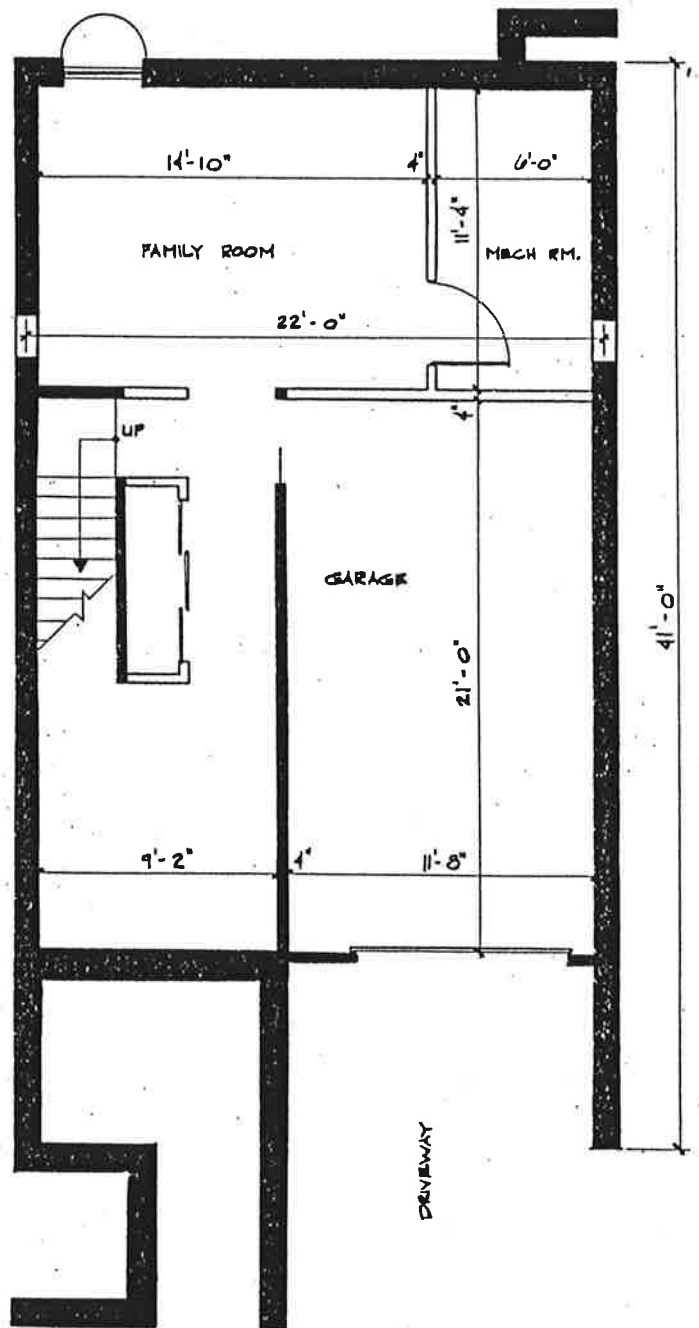 14'-10"
4"
6'-0"
11'-4"
FAMILY ROOM
MECH RM.
22'-0"
4"
UP
GARAGE
41'-0"
21'-0"
9'-2"
4"
11'-8"
DRIVEWAY